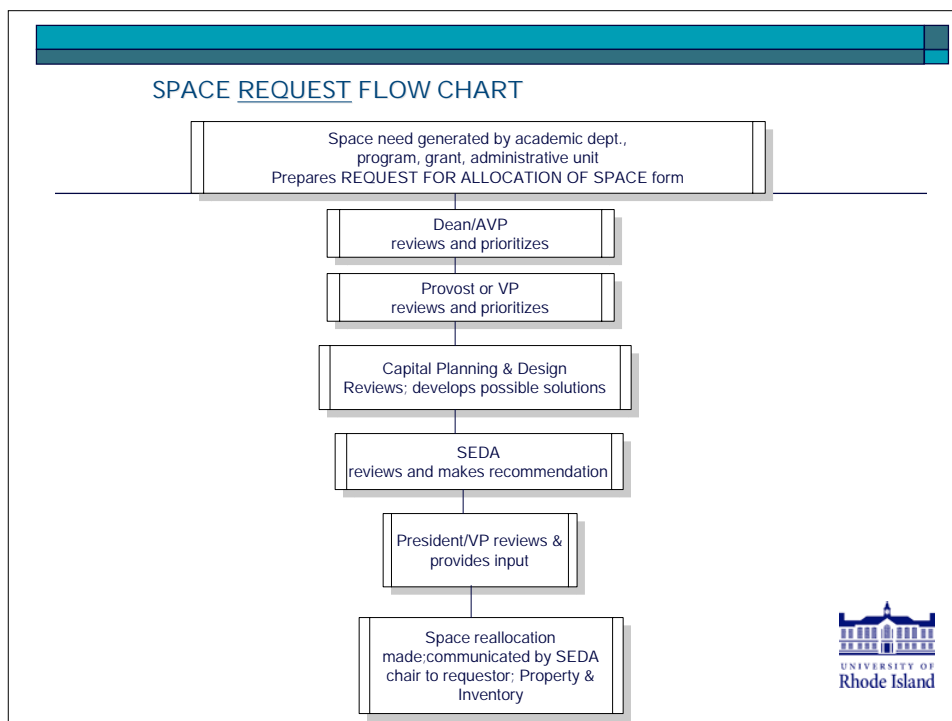 SPACE REQUEST FLOW CHART
Space need generated by academic dept.,
program, grant, administrative unit
Prepares REQUEST FOR ALLOCATION OF SPACE form
Dean/AVP
reviews and prioritizes
Provost or VP
reviews and prioritizes
Capital Planning & Design
Reviews; develops possible solutions
SEDA
reviews and makes recommendation
President/VP reviews &
provides input
Space reallocation
made;communicated by SEDA
chair to requestor; Property &
Inventory
UNIVERSITY OF
Rhode Island